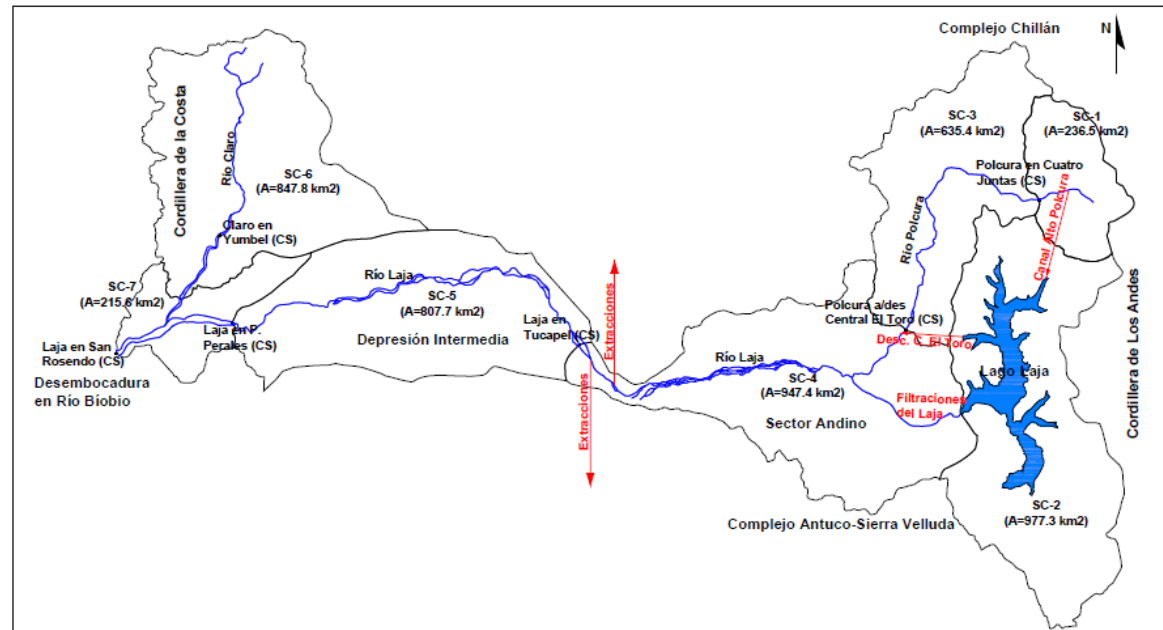 Complejo Chillán
N
SC-3
(A=635.4 km2)
SC-1
(A=236.5 km2)
Polcura en Cuatro
Juntas (CS)
Canal Alto Polcura
Río Polcura
Cordillera de la Costa
Río Claro
SC-6
(A=847.8 km2)
Claro en
Yumbel (CS)
SC-7
(A=215.6 km2)
Río Laja
SC-5
(A=807.7 km2)
Laja en P.
Perales (CS)
Depresión Intermedia
Laja en
Tucapel (CS)
Laja en San
Rosendo (CS)
Desembocadura
en Río Bíobio
Extracciones
Extracciones
Polcura a/des
Central El Toro (CS)
Desc. C. El Toro
Río Laja
SC-4
(A=947.4 km2)
Filtraciones
del Laja
Lago Laja
Sector Andino
Cordillera de Los Andes
SC-2
(A=977.3 km2)
Complejo Antuco-Sierra Velluda